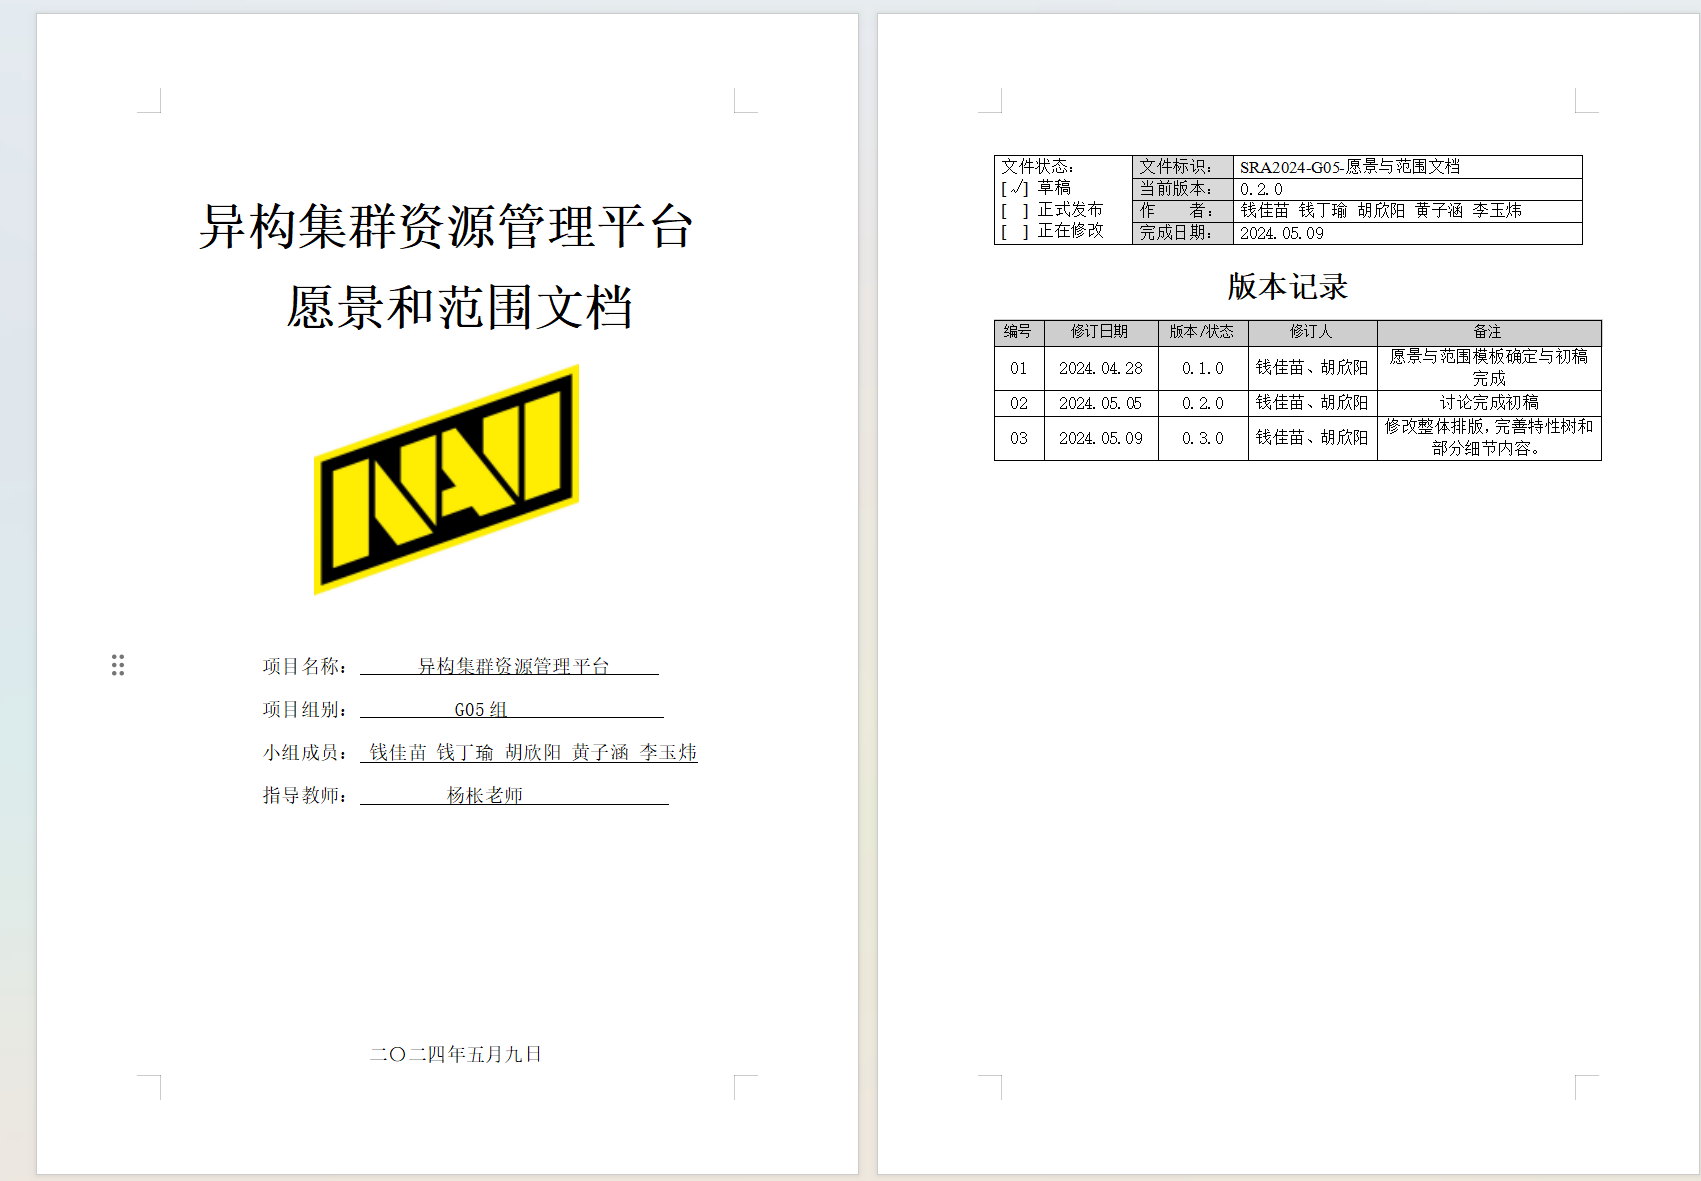 异构集群资源管理平台
愿景和范围文档
NAVI
项目名称： 异构集群资源管理平台
项目组别： G05 组
小组成员： 钱佳苗 钱丁瑜 胡欣阳 黄子涵 李玉炜
指导教师： 杨枨老师
二〇二四年五月九日
文件状态：
[√] 草稿
[ ] 正式发布
[ ] 正在修改
文件标识： SRA2024-G05-愿景与范围文档
当前版本： 0.2.0
作 者： 钱佳苗 钱丁瑜 胡欣阳 黄子涵 李玉炜
完成日期： 2024.05.09
版本记录
编号 修订日期 版本/状态 修订人 备注
01 2024.04.28 0.1.0 钱佳苗、胡欣阳 愿景与范围模板确定与初稿
完成
02 2024.05.05 0.2.0 钱佳苗、胡欣阳 讨论完成初稿
03 2024.05.09 0.3.0 钱佳苗、胡欣阳 修改整体排版，完善特性树和
部分细节内容。